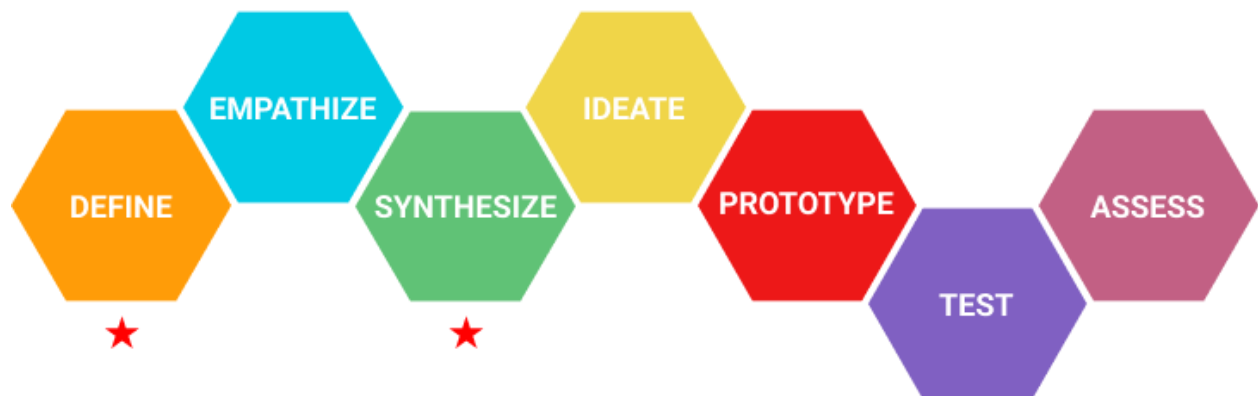 DEFINE
EMPATHIZE
SYNTHESIZE
IDEATE
PROTOTYPE
TEST
ASSESS